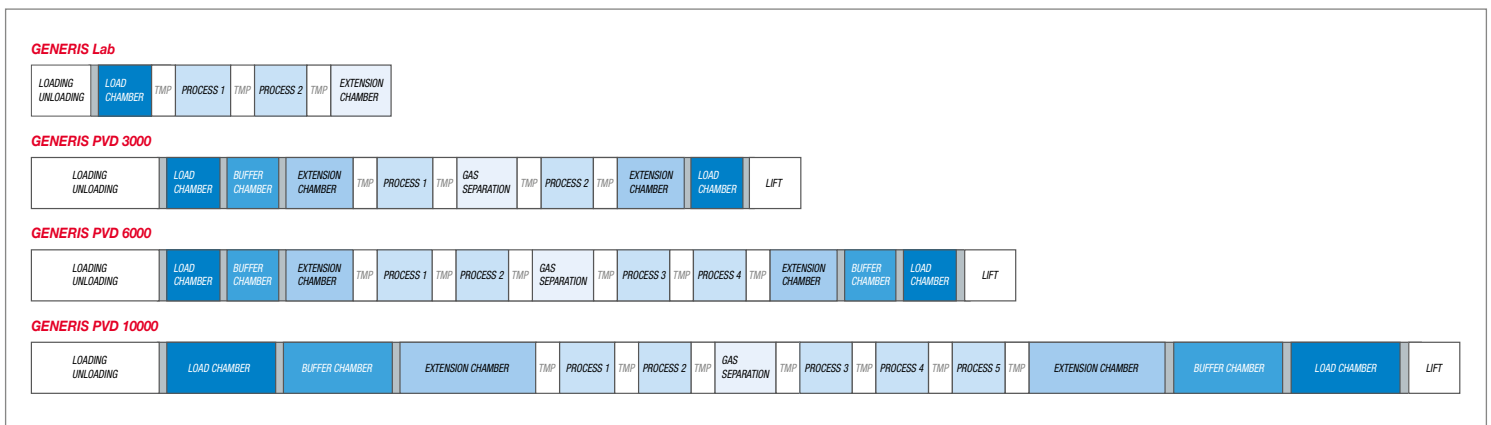 GENERIS Lab
LOADING
UNLOADING
LOAD
CHAMBER
TMP
PROCESS 1
TMP
PROCESS 2
TMP
EXTENSION
CHAMBER
GENERIS PVD 3000
LOADING
UNLOADING
LOAD
CHAMBER
BUFFER
CHAMBER
EXTENSION
CHAMBER
TMP
PROCESS 1
TMP
GAS
SEPARATION
TMP
PROCESS 2
TMP
EXTENSION
CHAMBER
LOAD
CHAMBER
LIFT
GENERIS PVD 6000
LOADING
UNLOADING
LOAD
CHAMBER
BUFFER
CHAMBER
EXTENSION
CHAMBER
TMP
PROCESS 1
TMP
PROCESS 2
TMP
GAS
SEPARATION
TMP
PROCESS 3
TMP
PROCESS 4
TMP
EXTENSION
CHAMBER
BUFFER
CHAMBER
LOAD
CHAMBER
LIFT
GENERIS PVD 10000
LOADING
UNLOADING
LOAD CHAMBER
BUFFER CHAMBER
EXTENSION CHAMBER
TMP
PROCESS 1
TMP
PROCESS 2
TMP
GAS
SEPARATION
TMP
PROCESS 3
TMP
PROCESS 4
TMP
PROCESS 5
TMP
EXTENSION CHAMBER
BUFFER CHAMBER
LOAD CHAMBER
LIFT